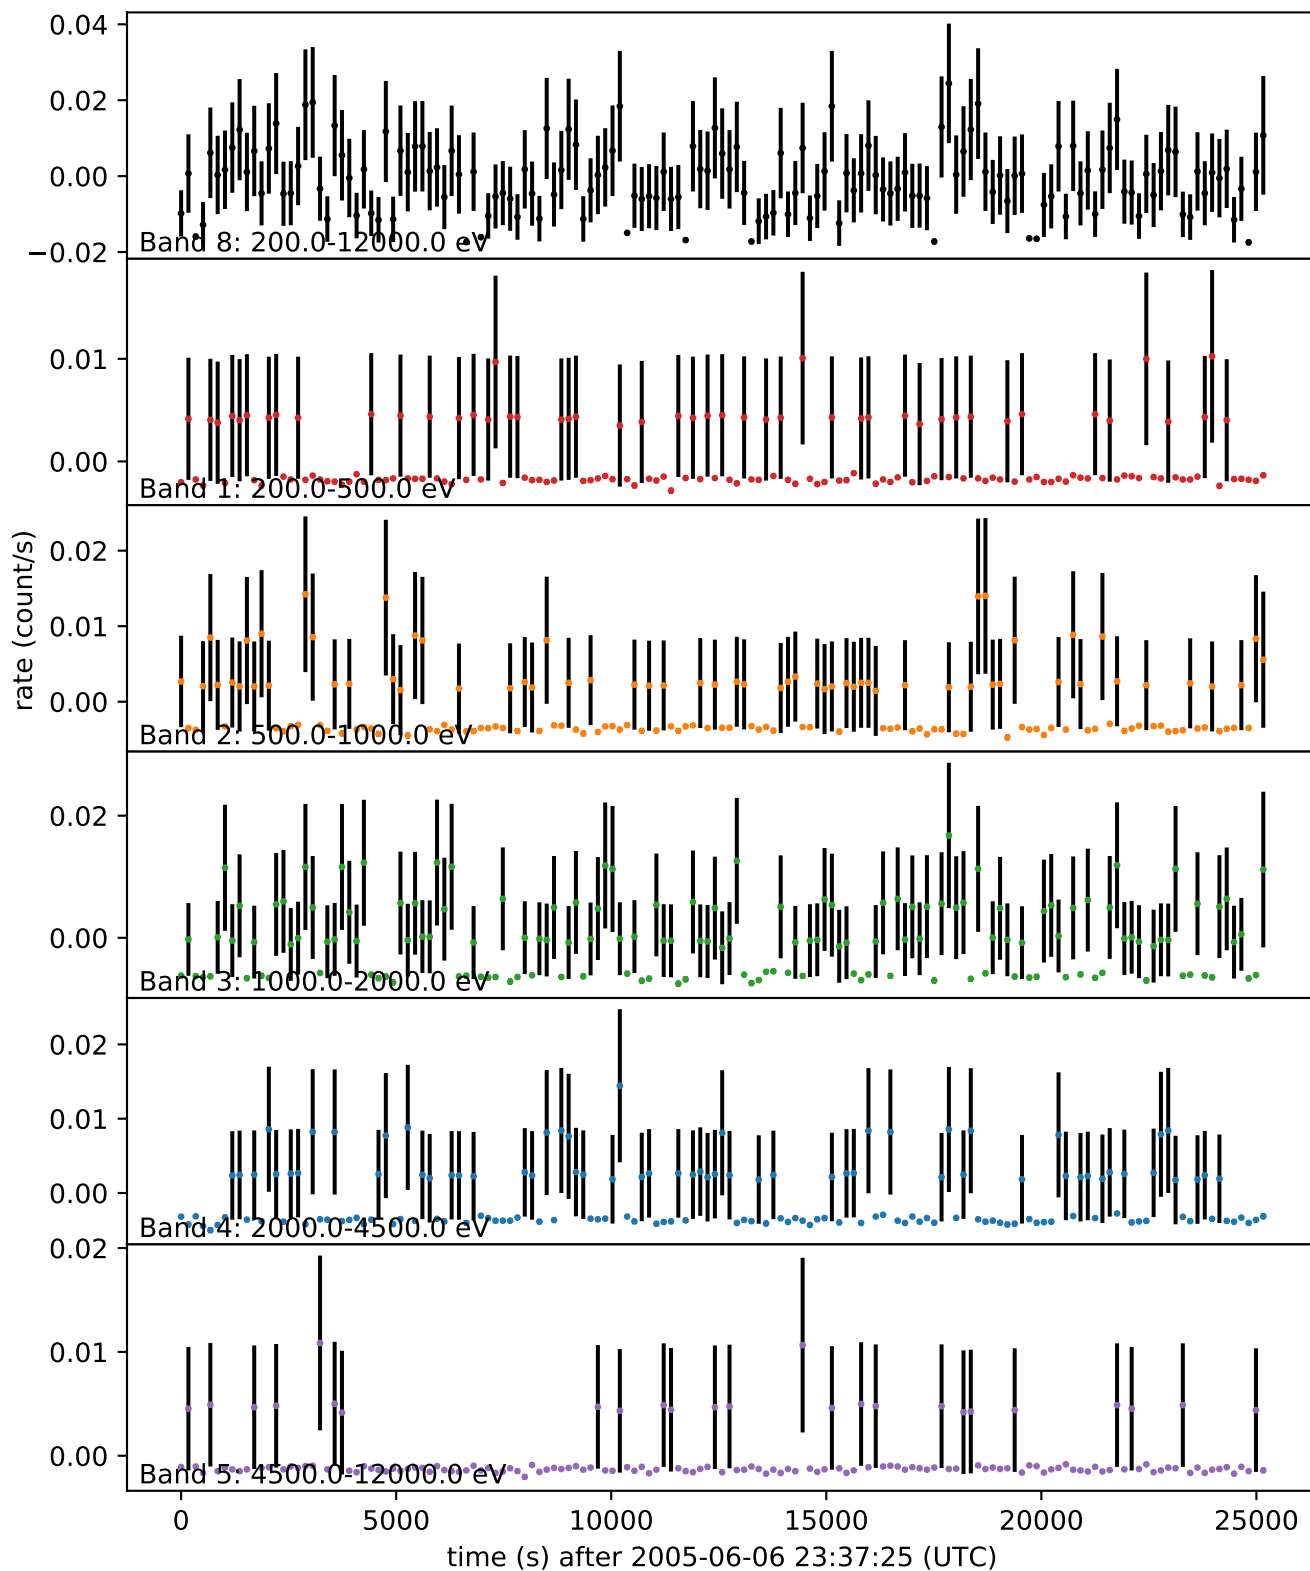 0.04
0.02
0.00
−0.02
Band 8: 200.0-12000.0 eV
0.01
0.00
Band 1: 200.0-500.0 eV
0.02
0.01
0.00
Band 2: 500.0-1000.0 eV
rate (count/s)
0.02
0.00
Band 3: 1000.0-2000.0 eV
0.02
0.01
0.00
Band 4: 2000.0-4500.0 eV
0.02
0.01
0.00
Band 5: 4500.0-12000.0 eV
0 5000 10000 15000 20000 25000
time (s) after 2005-06-06 23:37:25 (UTC)